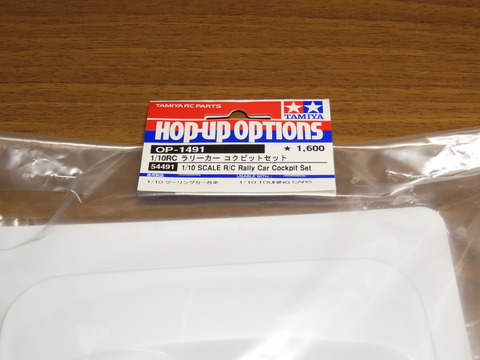 TAMIYA RC PARTS
TAMIYA
HOP-UP OPTIONS
OP-1491
★ 1,600
1/10RC ラリーカー コクピットセット
54491 1/10 SCALE R/C Rally Car Cockpit Set
USABLE WITH
1/10 ツーリングカー各車
1/10 TOURING CARS